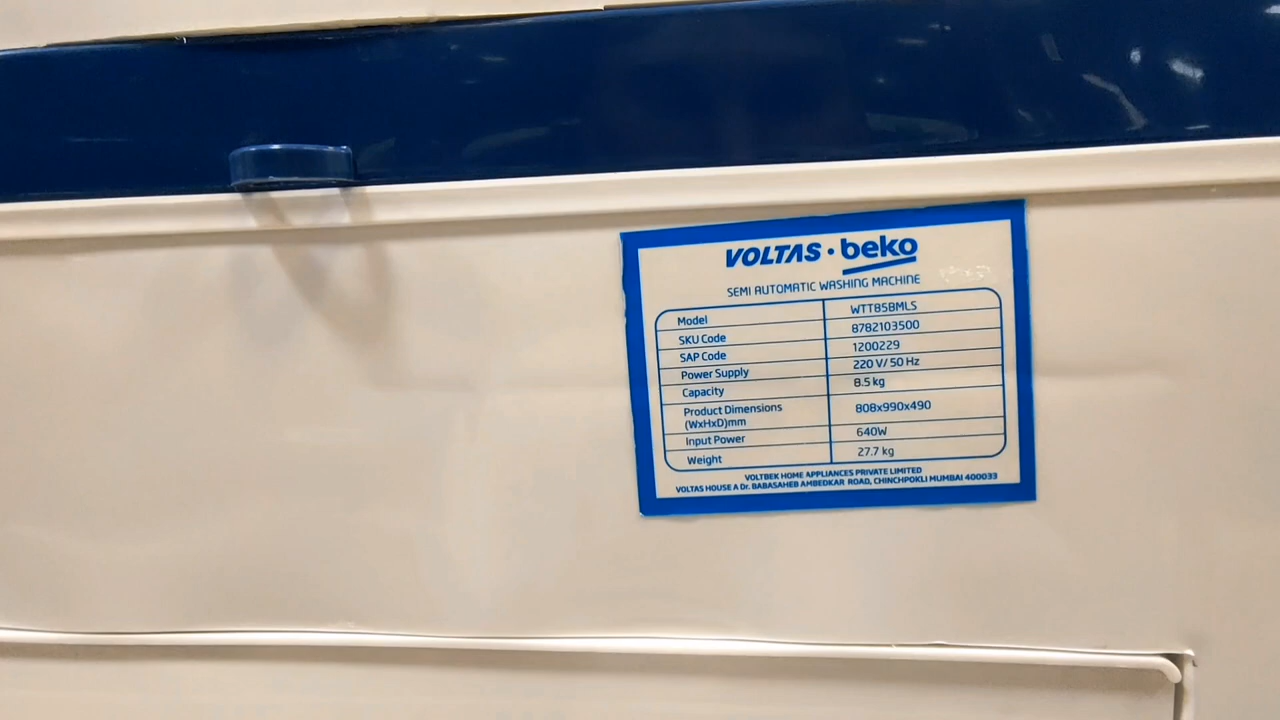 VOLTAS · beko
SEMI AUTOMATIC WASHING MACHINE
Model WTT85BMLS
SKU Code 8782103500
SAP Code 1200229
Power Supply 220 V/ 50 Hz
Capacity 8.5 kg
Product Dimensions
(WxHxD)mm 808x990x490
Input Power 640W
Weight 27.7 kg
VOLTBEK HOME APPLIANCES PRIVATE LIMITED
VOLTAS HOUSE A Dr. BABASAHEB AMBEDKAR ROAD, CHINCHPOKLI MUMBAI 400033